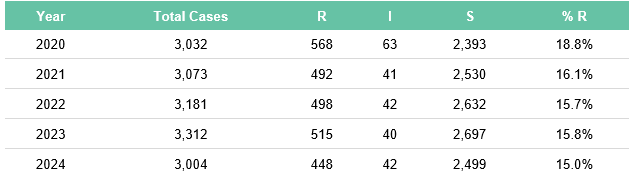 Year Total Cases R I S % R
2020 3,032 568 63 2,393 18.8%
2021 3,073 492 41 2,530 16.1%
2022 3,181 498 42 2,632 15.7%
2023 3,312 515 40 2,697 15.8%
2024 3,004 448 42 2,499 15.0%